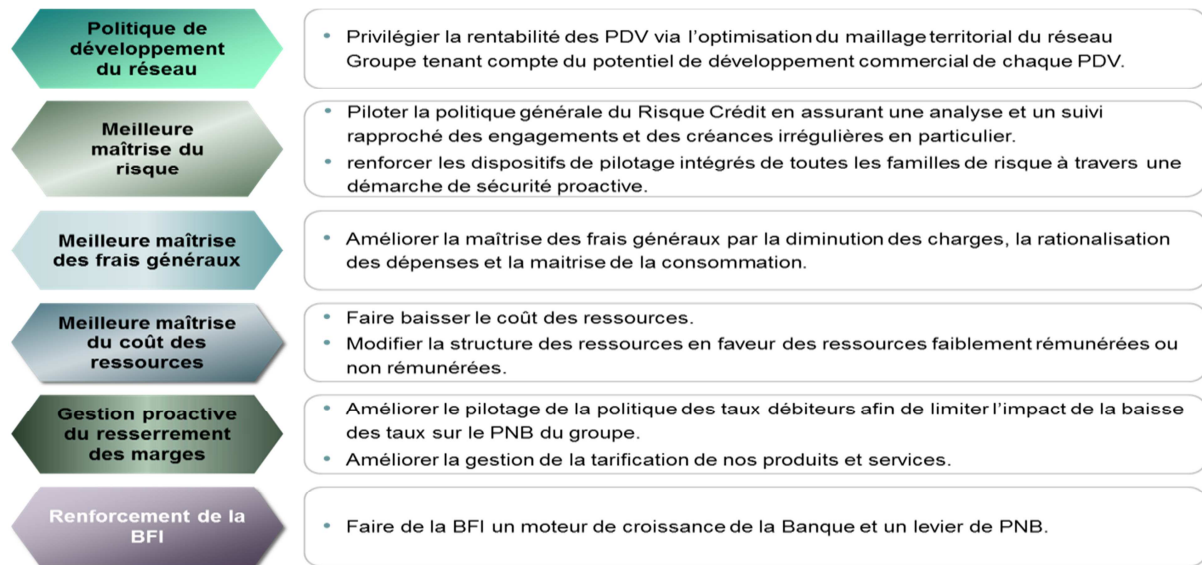 Politique de
développement
du réseau
• Privilégier la rentabilité des PDV via l'optimisation du maillage territorial du réseau
Groupe tenant compte du potentiel de développement commercial de chaque PDV.
Meilleure
maîtrise du
risque
• Piloter la politique générale du Risque Crédit en assurant une analyse et un suivi
rapproché des engagements et des créances irrégulières en particulier.
• renforcer les dispositifs de pilotage intégrés de toutes les familles de risque à travers une
démarche de sécurité proactive.
Meilleure maîtrise
des frais généraux
• Améliorer la maîtrise des frais généraux par la diminution des charges, la rationalisation
des dépenses et la maitrise de la consommation.
Meilleure maîtrise
du coût des
ressources
• Faire baisser le coût des ressources.
• Modifier la structure des ressources en faveur des ressources faiblement rémunérées ou
non rémunérées.
Gestion proactive
du resserrement
des marges
• Améliorer le pilotage de la politique des taux débiteurs afin de limiter l'impact de la baisse
des taux sur le PNB du groupe.
• Améliorer la gestion de la tarification de nos produits et services.
Renforcement de la
BFI
• Faire de la BFI un moteur de croissance de la Banque et un levier de PNB.